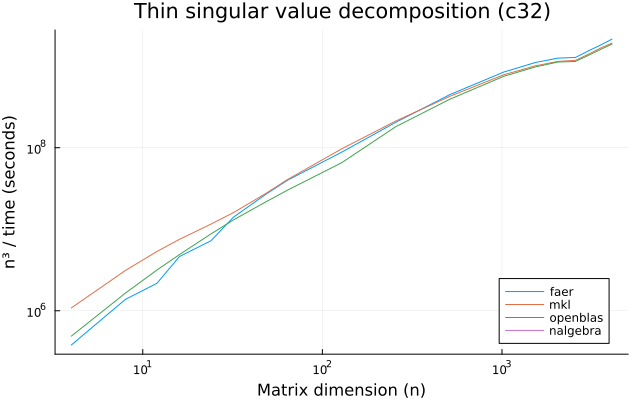 Thin singular value decomposition (c32)
n³ / time (seconds)
10⁸
10⁶
10¹
10²
10³
Matrix dimension (n)
faer
mkl
openblas
nalgebra